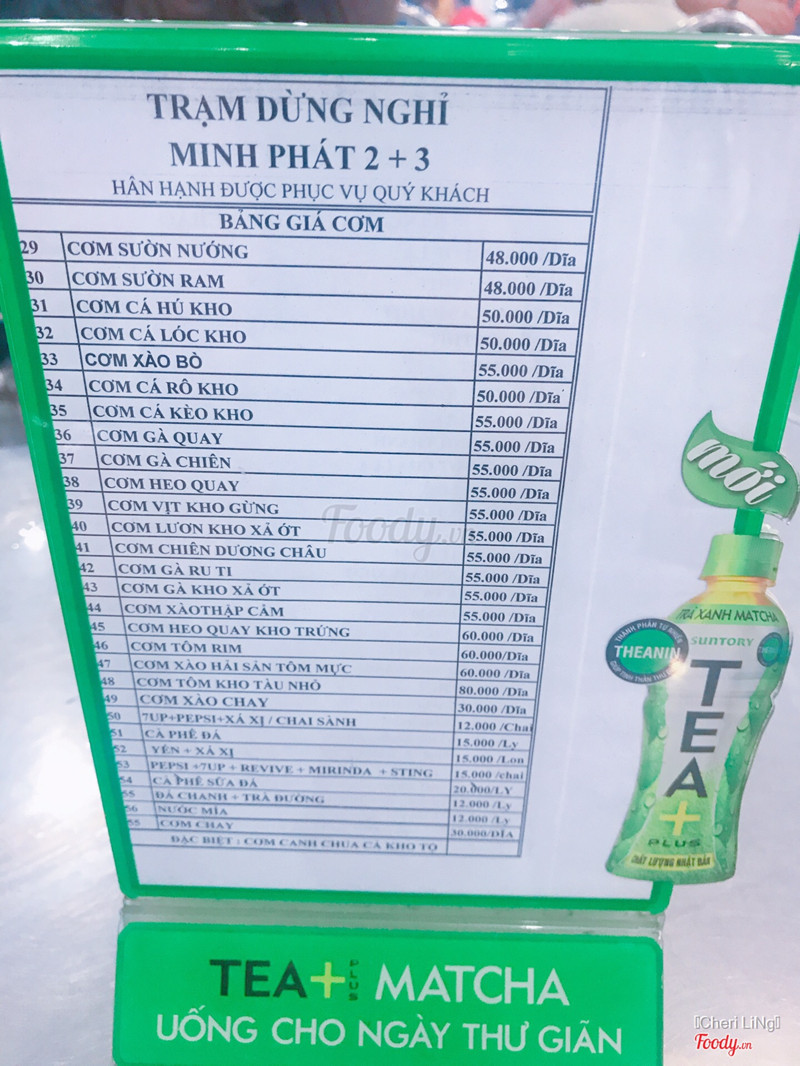 TRẠM DỪNG NGHỈ
MINH PHÁT 2 + 3
HÂN HẠNH ĐƯỢC PHỤC VỤ QUÝ KHÁCH
BẢNG GIÁ CƠM
29 CƠM SƯỜN NƯỚNG 48.000 /Dĩa
30 CƠM SƯỜN RAM 48.000 /Dĩa
31 CƠM CÁ HÚ KHO 50.000 /Dĩa
32 CƠM CÁ LÓC KHO 50.000 /Dĩa
33 CƠM XÀO BÒ 55.000 /Dĩa
34 CƠM CÁ RÔ KHO 50.000 /Dĩa
35 CƠM CÁ KÈO KHO 55.000 /Dĩa
36 CƠM GÀ QUAY 55.000 /Dĩa
37 CƠM GÀ CHIÊN 55.000 /Dĩa
38 CƠM HEO QUAY 55.000 /Dĩa
39 CƠM VỊT KHO GỪNG 55.000 /Dĩa
40 CƠM LƯƠN KHO XẢ ỚT 55.000 /Dĩa
41 CƠM CHIÊN DƯƠNG CHÂU 55.000 /Dĩa
42 CƠM GÀ RU TI 55.000 /Dĩa
43 CƠM GÀ KHO XẢ ỚT 55.000 /Dĩa
44 CƠM XÀOTHẬP CẨM 55.000 /Dĩa
45 CƠM HEO QUAY KHO TRỨNG 60.000 /Dĩa
46 CƠM TÔM RIM 60.000/Dĩa
47 CƠM XÀO HẢI SẢN TÔM MỰC 60.000 /Dĩa
48 CƠM TÔM KHO TÀU NHỎ 80.000 /Dĩa
49 CƠM XÀO CHAY 30.000 /Dĩa
50 7UP+PEPSI+XÁ XỊ / CHAI SÀNH 12.000 /Chai
51 CÀ PHÊ ĐÁ 15.000 /Ly
52 YẾN + XÁ XỊ 15.000 /Lon
53 PEPSI +7UP + REVIVE + MIRINDA + STING 15.000 /chai
54 CÀ PHÊ SỮA ĐÁ 20.000/LY
55 ĐÁ CHANH + TRÀ ĐƯỜNG 12.000 /Ly
56 NƯỚC MÍA 12.000 /Ly
55 CƠM CHAY 30.000/DĨA
ĐẶC BIỆT : CƠM CANH CHUA CÁ KHO TỘ
Foody.vn
mới
TRÀ XANH MATCHA
THÀNH PHẦN TỰ NHIÊN
THEANIN
SUNTORY
TEA+
PLUS
CHẤT LƯỢNG NHẬT BẢN
TEA+ PLUS MATCHA
UỐNG CHO NGÀY THƯ GIÃN
[Cheri LiNg]
Foody.vn